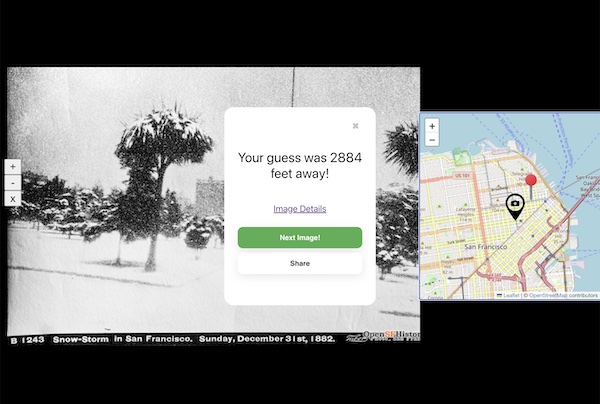 +
-
x
⌘
Your guess was 2884
feet away!
Image Details
Next Image!
Share
B 1243 Snow-Storm in San Francisco. Sunday, December 31st, 1882.
OpenSFHistor
+
−
US 101
San Francisco
Leaflet | © OpenStreetMap contributors